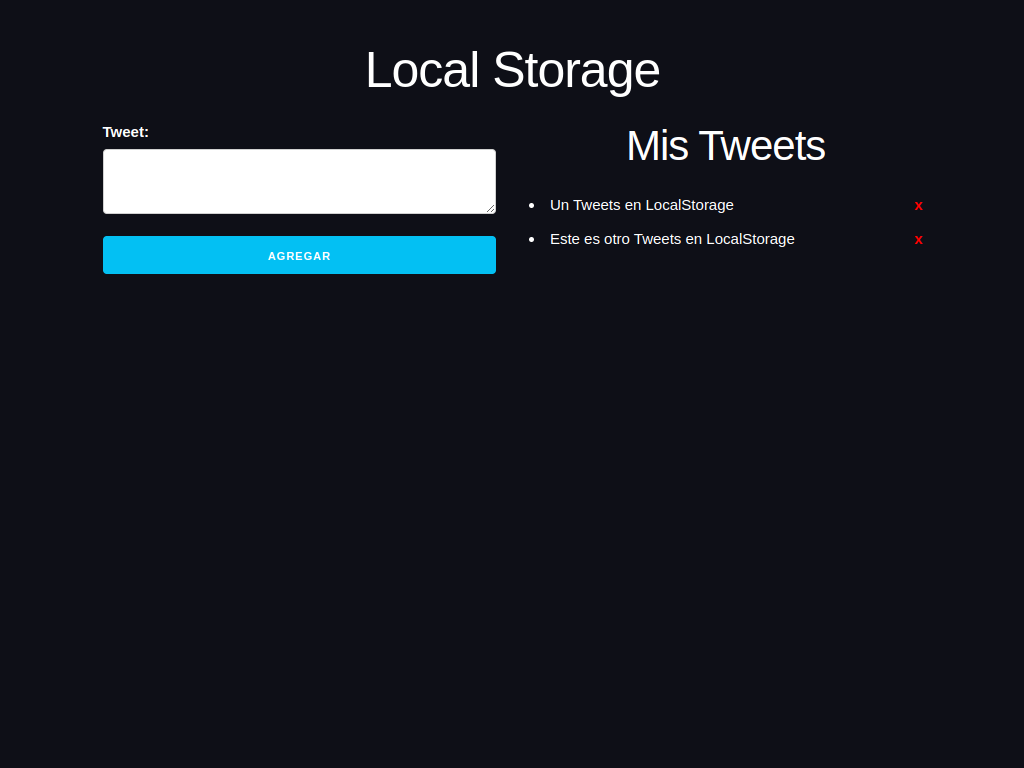 Local Storage
Tweet:
AGREGAR
Mis Tweets
Un Tweets en LocalStorage x
Este es otro Tweets en LocalStorage x